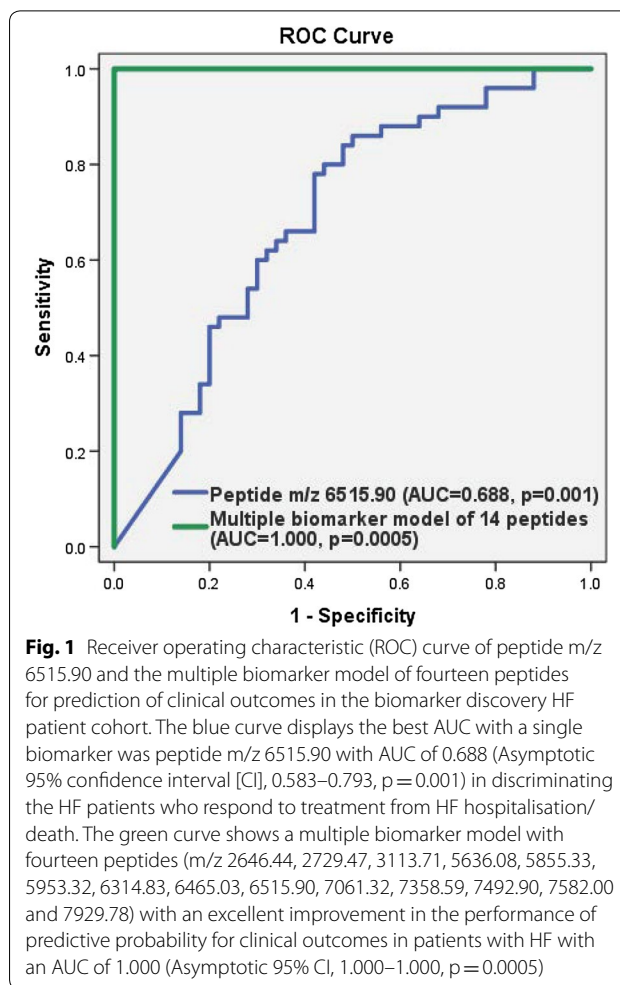 ROC Curve
1.0
0.8
0.6
0.4
0.2
0.0
Sensitivity
Peptide m/z 6515.90 (AUC=0.688, p=0.001)
Multiple biomarker model of 14 peptides
(AUC=1.000, p=0.0005)
0.0 0.2 0.4 0.6 0.8 1.0
1 - Specificity
Fig. 1 Receiver operating characteristic (ROC) curve of peptide m/z
6515.90 and the multiple biomarker model of fourteen peptides
for prediction of clinical outcomes in the biomarker discovery HF
patient cohort. The blue curve displays the best AUC with a single
biomarker was peptide m/z 6515.90 with AUC of 0.688 (Asymptotic
95% confidence interval [CI], 0.583–0.793, p = 0.001) in discriminating
the HF patients who respond to treatment from HF hospitalisation/
death. The green curve shows a multiple biomarker model with
fourteen peptides (m/z 2646.44, 2729.47, 3113.71, 5636.08, 5855.33,
5953.32, 6314.83, 6465.03, 6515.90, 7061.32, 7358.59, 7492.90, 7582.00
and 7929.78) with an excellent improvement in the performance of
predictive probability for clinical outcomes in patients with HF with
an AUC of 1.000 (Asymptotic 95% CI, 1.000–1.000, p = 0.0005)